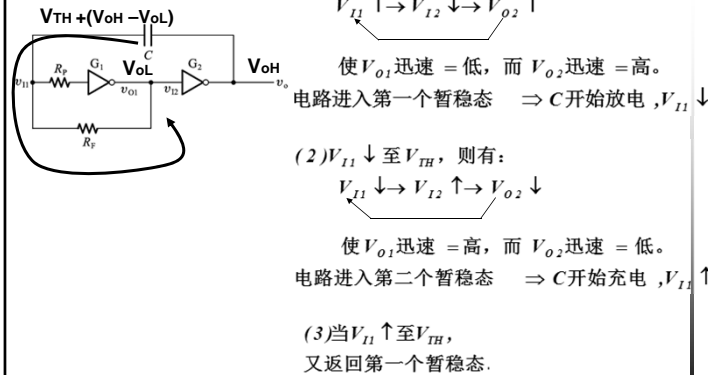 VTH +(VOH –VOL)
C
RP
G1
VOL
G2
VOH
vI1
vO1
vI2
vo
RF
VI1 ↑→ VI2 ↓→ VO2 ↑
使VO1迅速 =低，而 VO2迅速 =高。
电路进入第一个暂稳态 ⇒ C开始放电 ,VI1 ↓
(2)VI1 ↓至VTH，则有：
VI1 ↓→ VI2 ↑→ VO2 ↓
使VO1迅速 =高，而 VO2迅速 =低。
电路进入第二个暂稳态 ⇒ C开始充电 ,VI1 ↑
(3)当VI1 ↑至VTH，
又返回第一个暂稳态.